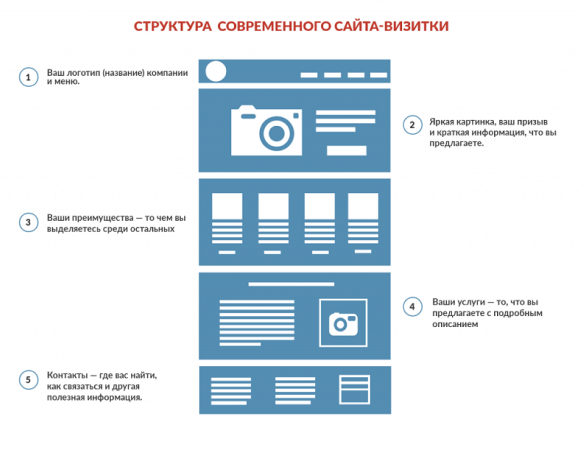 СТРУКТУРА СОВРЕМЕННОГО САЙТА-ВИЗИТКИ
1
Ваш логотип (название) компании
и меню.
2
Яркая картинка, ваш призыв
и краткая информация, что вы
предлагаете.
3
Ваши преимущества — то чем вы
выделяетесь среди остальных
4
Ваши услуги — то, что вы
предлагаете с подробным
описанием
5
Контакты — где вас найти,
как связаться и другая
полезная информация.